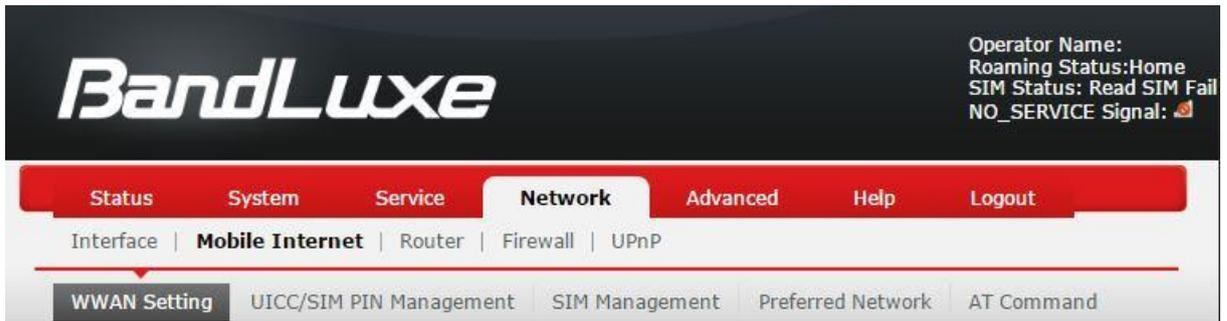 BandLuxe
Operator Name:
Roaming Status:Home
SIM Status: Read SIM Fail
NO_SERVICE Signal:
Status System Service Network Advanced Help Logout
Interface | Mobile Internet | Router | Firewall | UPnP
WWAN Setting UICC/SIM PIN Management SIM Management Preferred Network AT Command